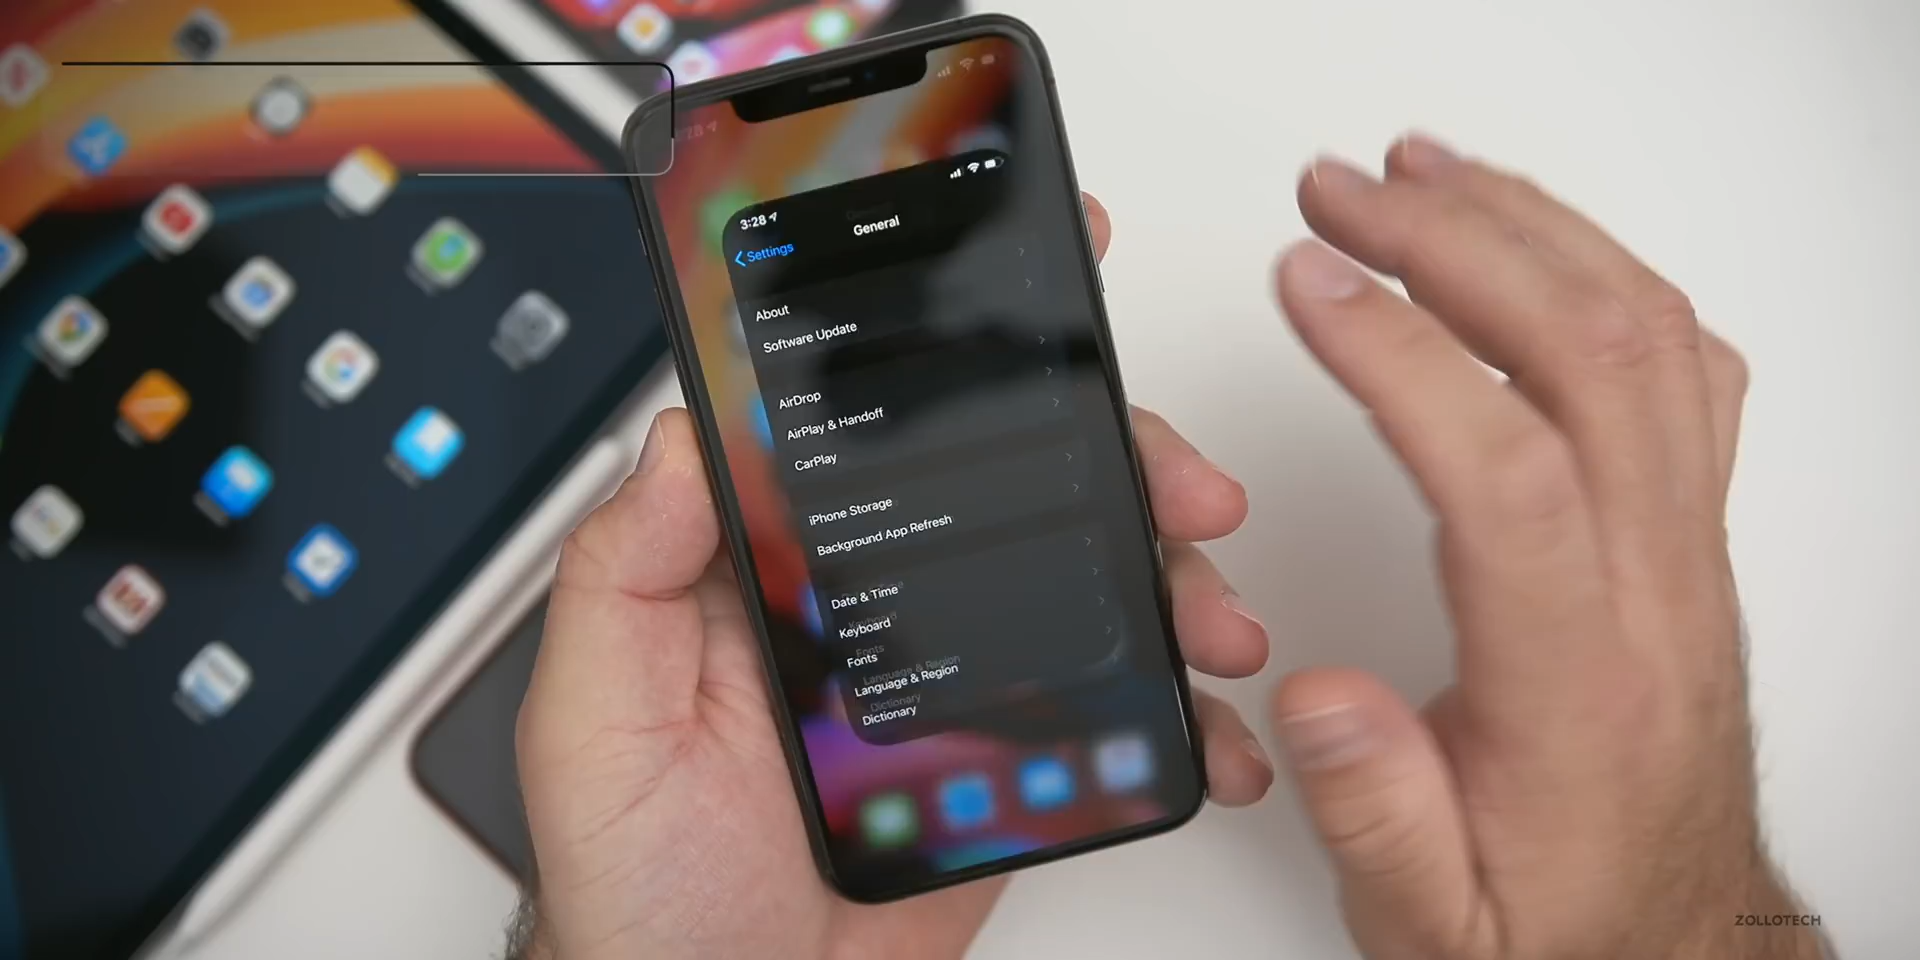 3:28
General
Settings
About
Software Update
AirDrop
AirPlay & Handoff
CarPlay
iPhone Storage
Background App Refresh
Date & Time
Keyboard
Fonts
Language & Region
Dictionary
ZOLLOTECH